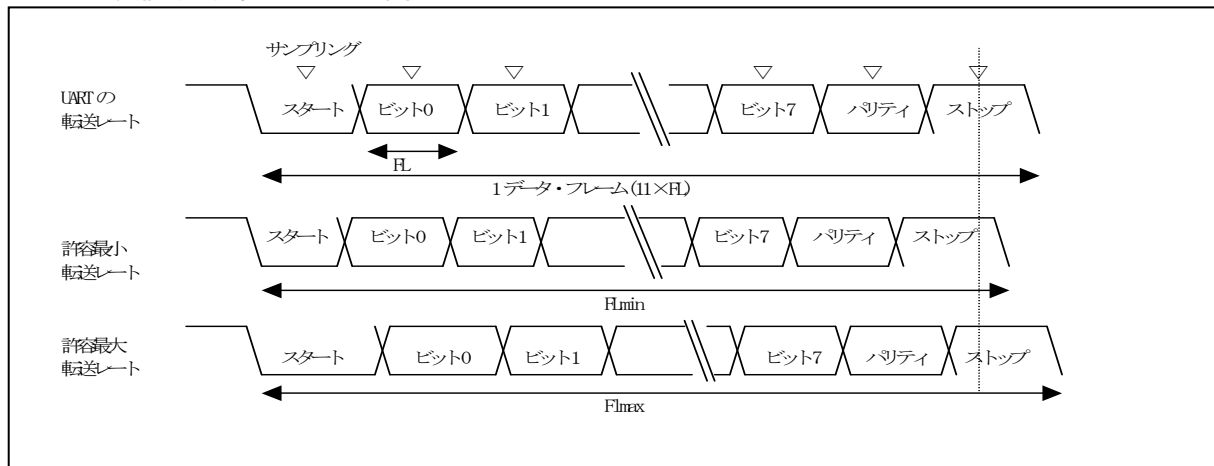 サンプリング
UARTの
転送レート
スタート ビット0 ビット1 ビット7 パリティ ストップ
FL
1データ・フレーム(11×FL)
許容最小
転送レート
スタート ビット0 ビット1 ビット7 パリティ ストップ
FLmin
許容最大
転送レート
スタート ビット0 ビット1 ビット7 パリティ ストップ
Flmax